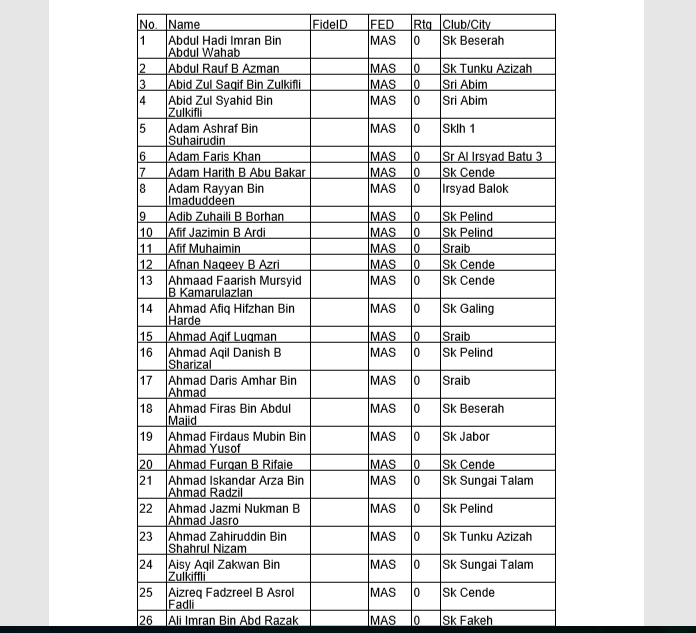 No. Name FideID FED Rtg Club/City
1 Abdul Hadi Imran Bin MAS 0 Sk Beserah
Abdul Wahab
2 Abdul Rauf B Azman MAS 0 Sk Tunku Azizah
3 Abid Zul Saqif Bin Zulkifli MAS 0 Sri Abim
4 Abid Zul Syahid Bin MAS 0 Sri Abim
Zulkifli
5 Adam Ashraf Bin MAS 0 Sklh 1
Suhairudin
6 Adam Faris Khan MAS 0 Sr Al Irsyad Batu 3
7 Adam Harith B Abu Bakar MAS 0 Sk Cende
8 Adam Rayyan Bin MAS 0 Irsyad Balok
Imaduddeen
9 Adib Zuhaili B Borhan MAS 0 Sk Pelind
10 Afif Jazimin B Ardi MAS 0 Sk Pelind
11 Afif Muhaimin MAS 0 Sraib
12 Afnan Naqeey B Azri MAS 0 Sk Cende
13 Ahmaad Faarish Mursyid MAS 0 Sk Cende
B Kamarulazlan
14 Ahmad Afiq Hifzhan Bin MAS 0 Sk Galing
Harde
15 Ahmad Aqif Luqman MAS 0 Sraib
16 Ahmad Aqil Danish B MAS 0 Sk Pelind
Sharizal
17 Ahmad Daris Amhar Bin MAS 0 Sraib
Ahmad
18 Ahmad Firas Bin Abdul MAS 0 Sk Beserah
Majid
19 Ahmad Firdaus Mubin Bin MAS 0 Sk Jabor
Ahmad Yusof
20 Ahmad Furqan B Rifaie MAS 0 Sk Cende
21 Ahmad Iskandar Arza Bin MAS 0 Sk Sungai Talam
Ahmad Radzil
22 Ahmad Jazmi Nukman B MAS 0 Sk Pelind
Ahmad Jasro
23 Ahmad Zahiruddin Bin MAS 0 Sk Tunku Azizah
Shahrul Nizam
24 Aisy Aqil Zakwan Bin MAS 0 Sk Sungai Talam
Zulkiffli
25 Aizreq Fadzreel B Asrol MAS 0 Sk Cende
Fadli
26 Ali Imran Bin Abd Razak MAS 0 Sk Fakeh